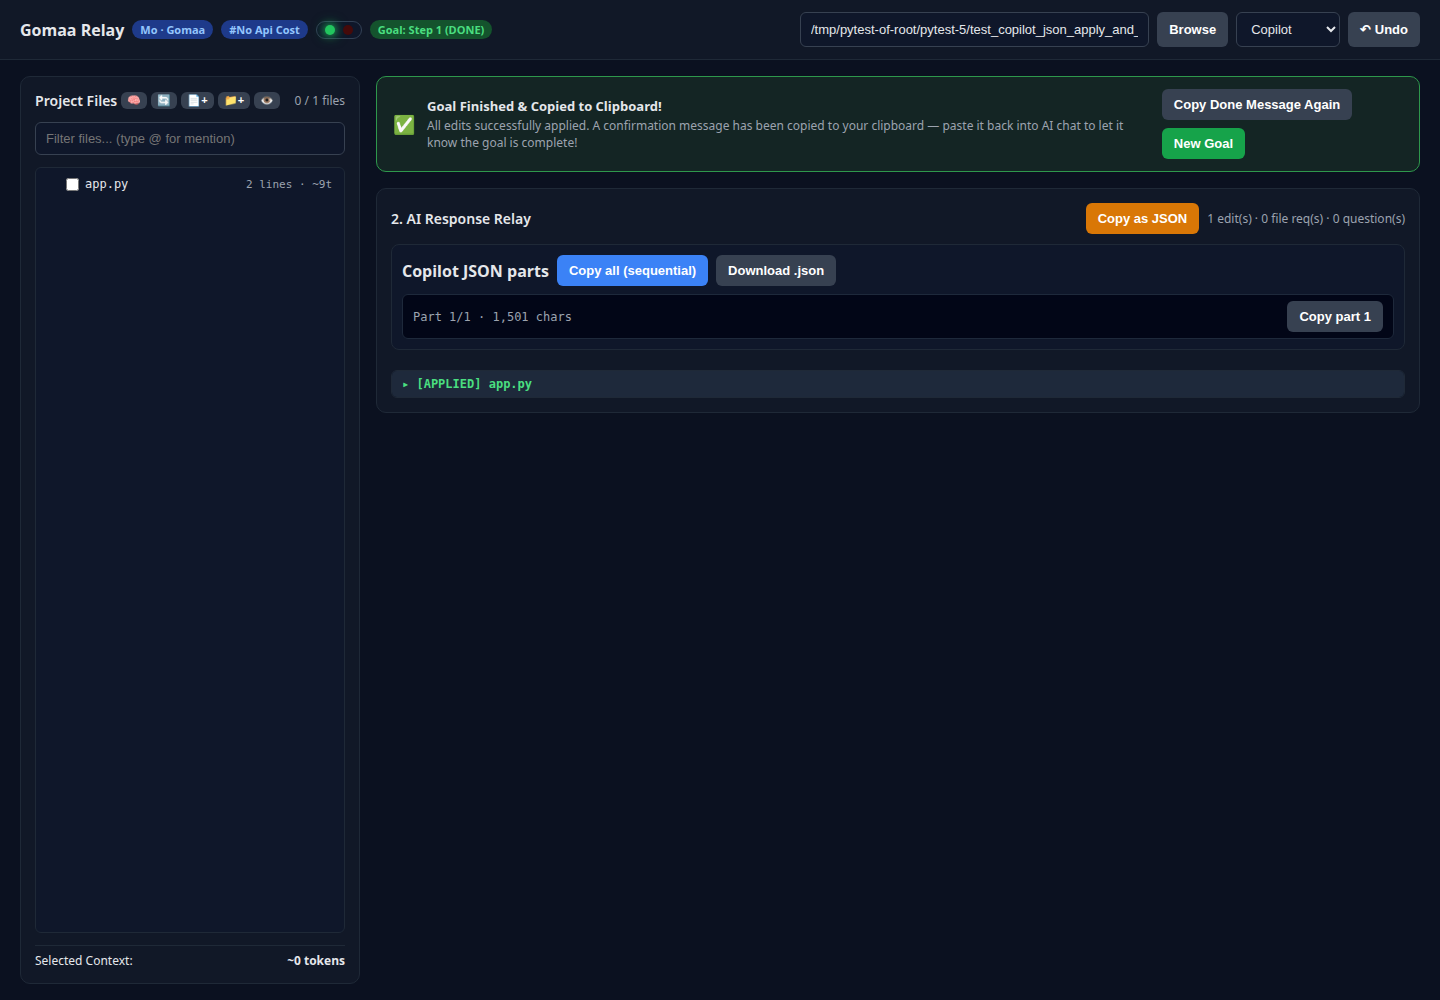 Gomaa Relay
Mo · Gomaa
#No Api Cost
Goal: Step 1 (DONE)
/tmp/pytest-of-root/pytest-5/test_copilot_json_apply_and_
Browse
Copilot
↶ Undo
Project Files
+
+
0 / 1 files
Filter files... (type @ for mention)
app.py
2 lines · ~9t
Selected Context:
~0 tokens
Goal Finished & Copied to Clipboard!
All edits successfully applied. A confirmation message has been copied to your clipboard — paste it back into AI chat to let it
know the goal is complete!
Copy Done Message Again
New Goal
2. AI Response Relay
Copy as JSON
1 edit(s) · 0 file req(s) · 0 question(s)
Copilot JSON parts
Copy all (sequential)
Download .json
Part 1/1 · 1,501 chars
Copy part 1
▸ [APPLIED] app.py